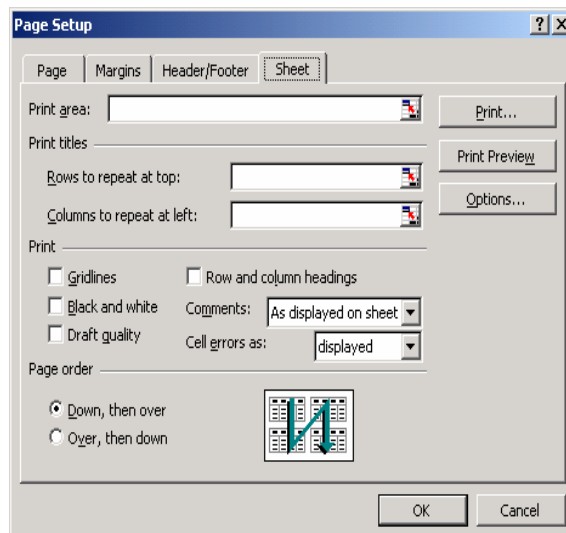 Page Setup
Page Margins Header/Footer Sheet
Print area: Print...
Print titles Print Preview
Rows to repeat at top:
Columns to repeat at left: Options...
Print
Gridlines Row and column headings
Black and white Comments: As displayed on sheet
Draft quality Cell errors as: displayed
Page order
Down, then over
Over, then down
OK Cancel